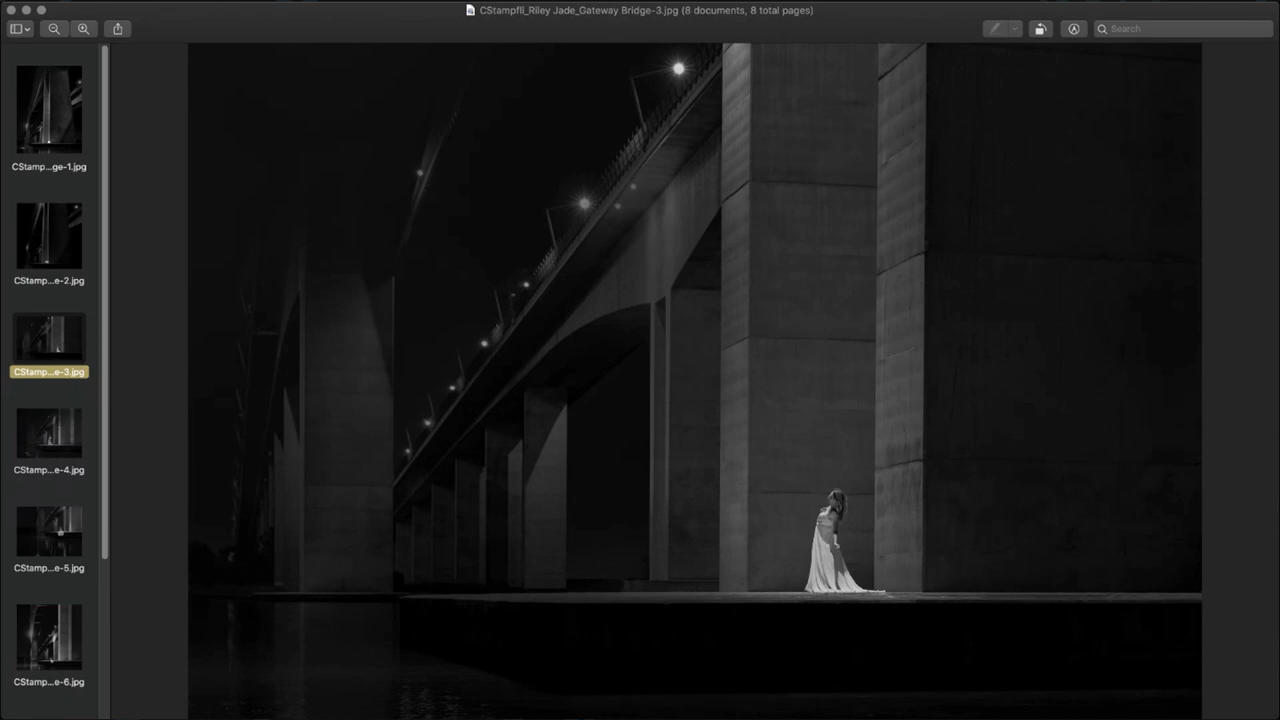 CStampfli_Riley Jade_Gateway Bridge-3.jpg (8 documents, 8 total pages)
Search
CStamp...ge-1.jpg
CStamp...e-2.jpg
CStamp...e-3.jpg
CStamp...e-4.jpg
CStamp...e-5.jpg
CStamp...e-6.jpg